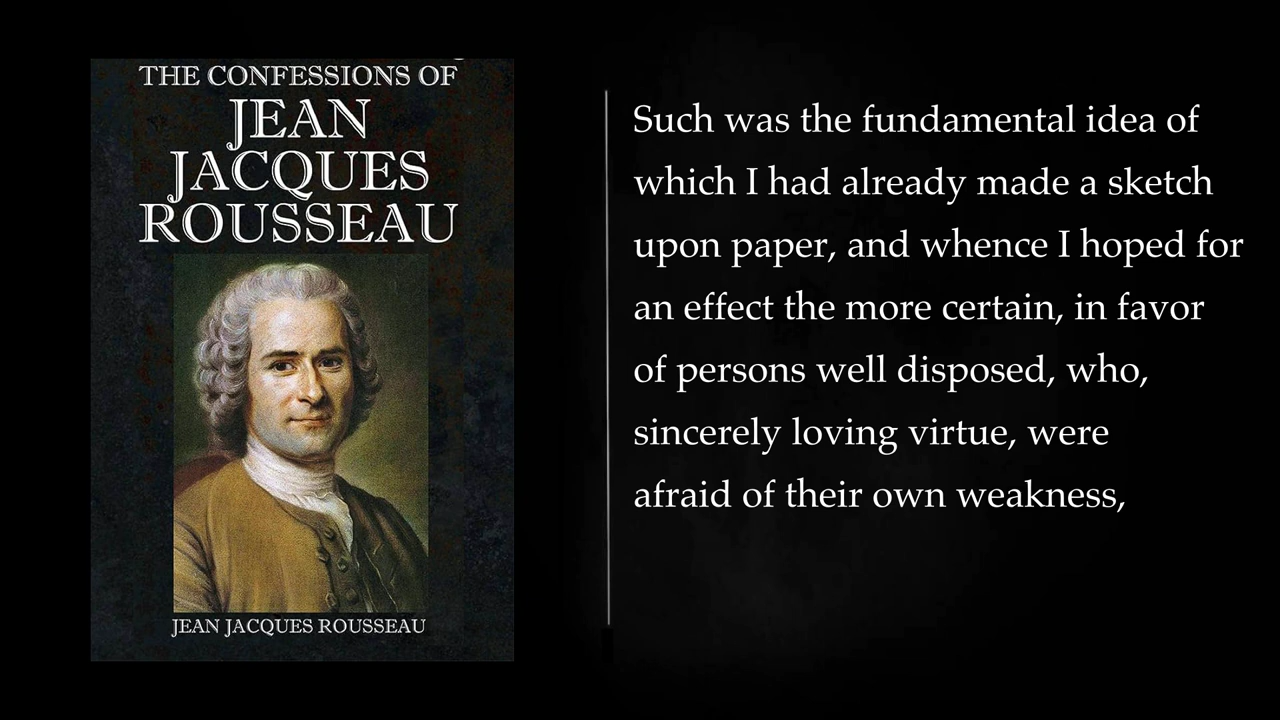 THE CONFESSIONS OF
JEAN
JACQUES
ROUSSEAU
JEAN JACQUES ROUSSEAU
Such was the fundamental idea of
which I had already made a sketch
upon paper, and whence I hoped for
an effect the more certain, in favor
of persons well disposed, who,
sincerely loving virtue, were
afraid of their own weakness,